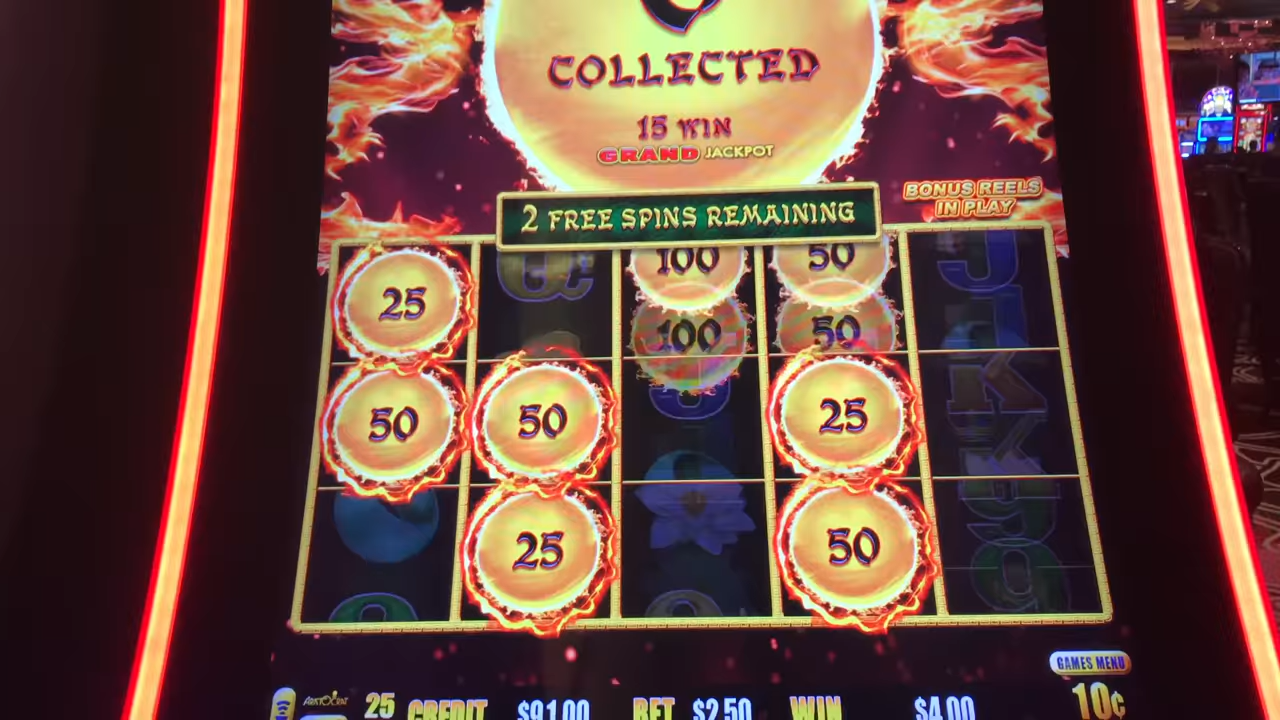 COLLECTED
15 WIN
GRAND JACKPOT
BONUS REELS
IN PLAY
2 FREE SPINS REMAINING
25
100
50
100
50
50
50
25
25
50
GAMES MENU
ARISTOCRAT
25 CREDIT $91.00 BET $2.50 WIN $4.00 10¢